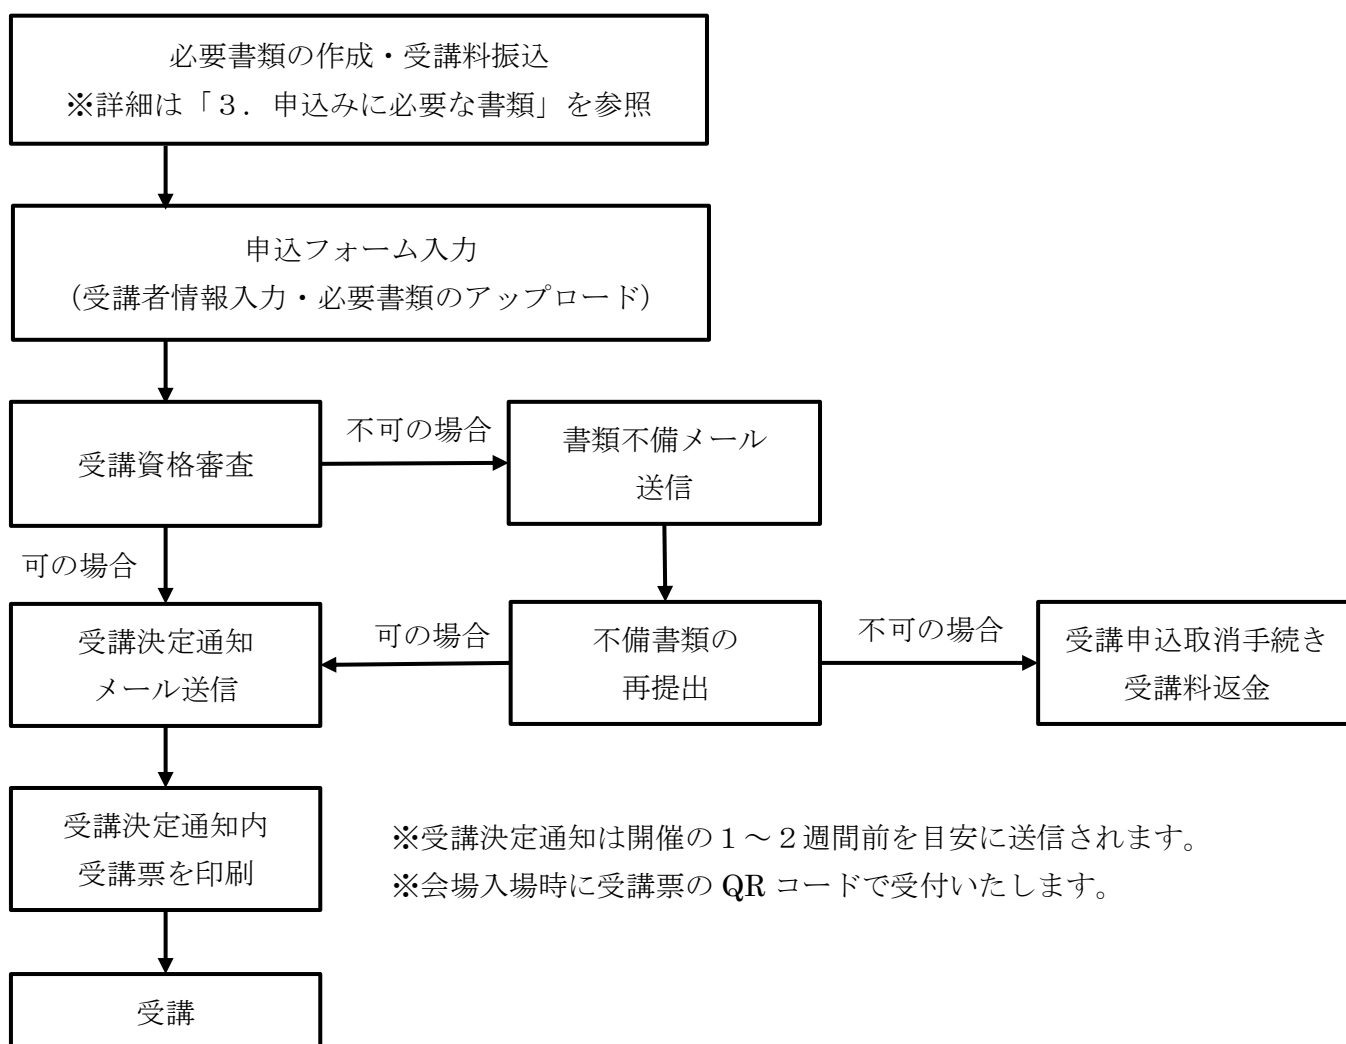 必要書類の作成・受講料振込
※詳細は「３．申込みに必要な書類」を参照
申込フォーム入力
（受講者情報入力・必要書類のアップロード）
受講資格審査
不可の場合
書類不備メール
送信
可の場合
受講決定通知
メール送信
可の場合
不備書類の
再提出
不可の場合
受講申込取消手続き
受講料返金
受講決定通知内
受講票を印刷
※受講決定通知は開催の１～２週間前を目安に送信されます。
※会場入場時に受講票の QR コードで受付いたします。
受講